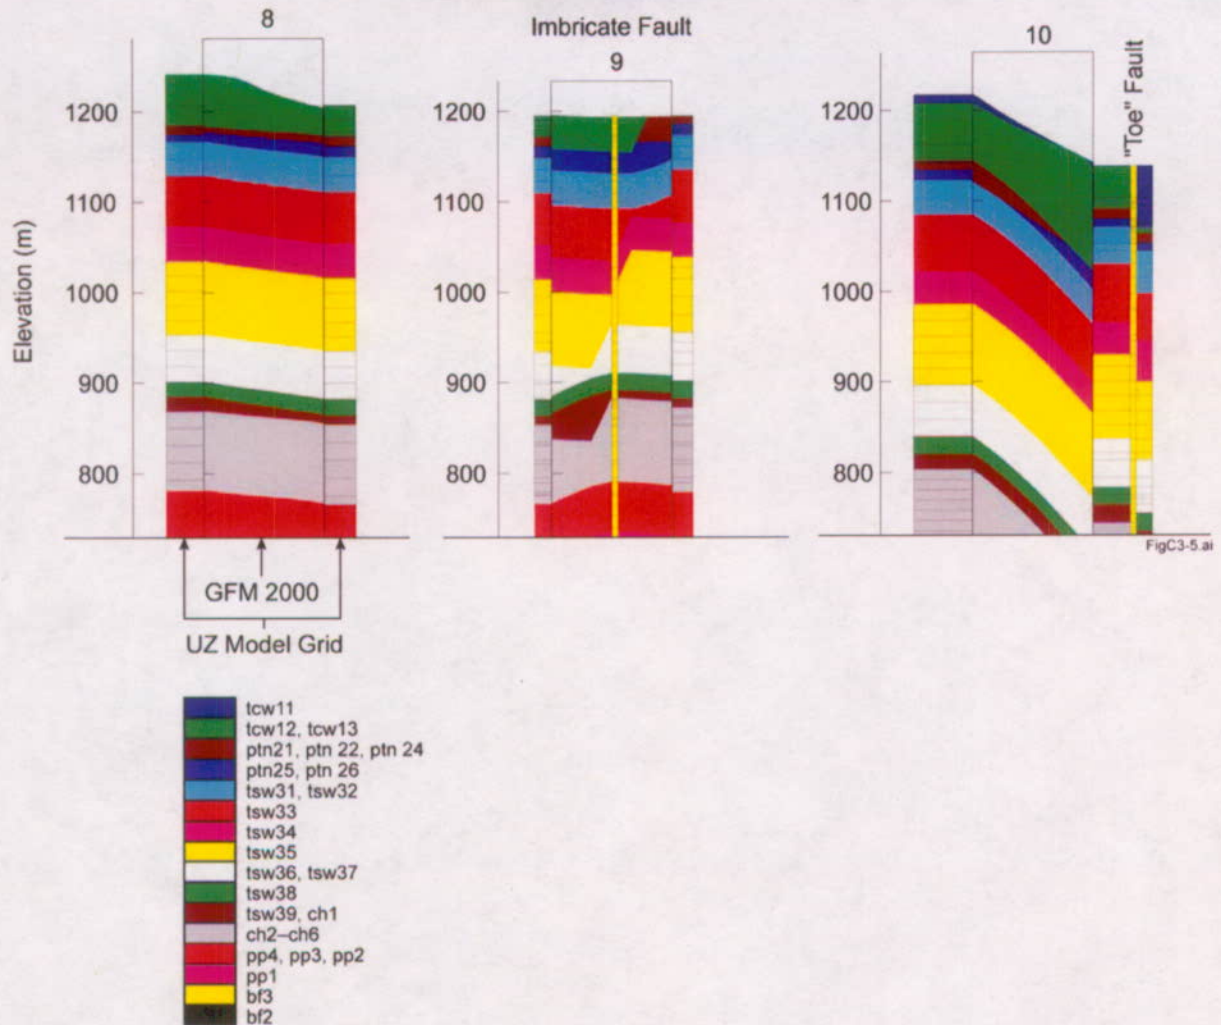 8
Imbricate Fault
9
10
"Toe" Fault
Elevation (m)
1200
1100
1000
900
800
1200
1100
1000
900
800
1200
1100
1000
900
800
FigC3-5.ai
GFM 2000
UZ Model Grid
tcw11
tcw12, tcw13
ptn21, ptn 22, ptn 24
ptn25, ptn 26
tsw31, tsw32
tsw33
tsw34
tsw35
tsw36, tsw37
tsw38
tsw39, ch1
ch2–ch6
pp4, pp3, pp2
pp1
bf3
bf2